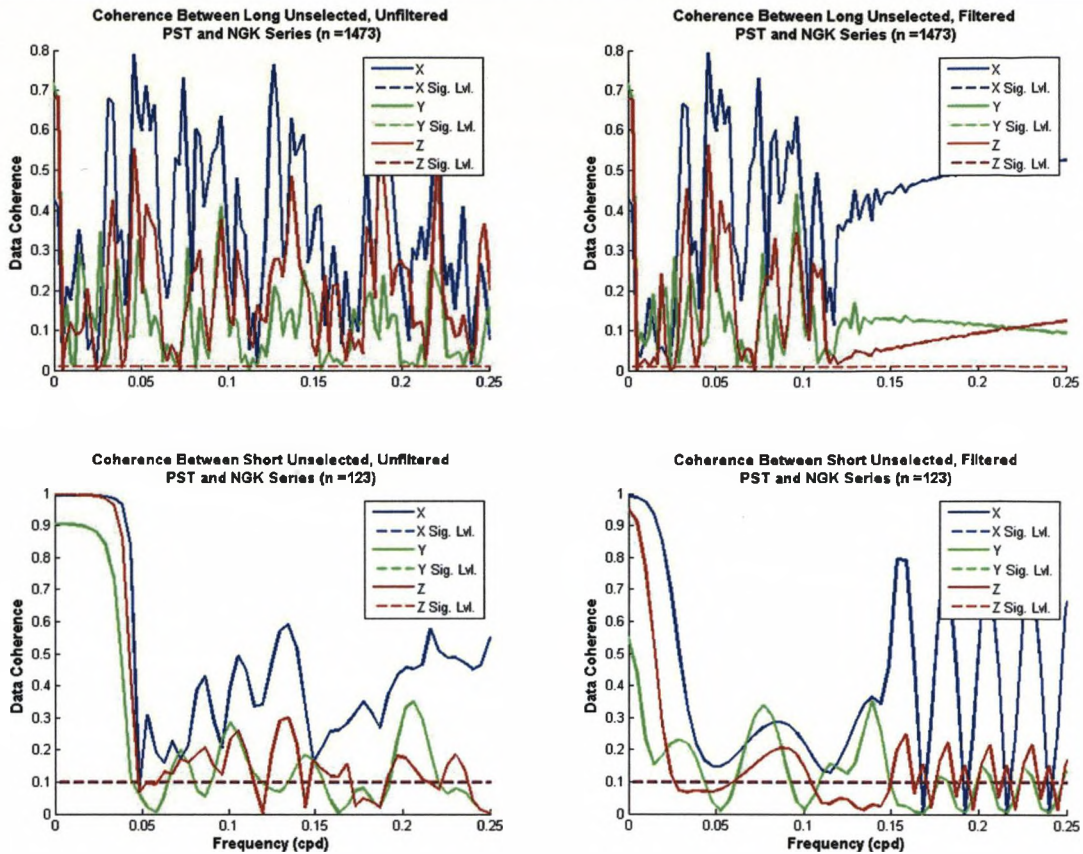 Coherence Between Long Unselected, Unfiltered
PST and NGK Series (n =1473)
0.8
0.7
0.6
0.5
0.4
0.3
0.2
0.1
0
Data Coherence
X
X Sig. Lvl.
Y
Y Sig. Lvl.
Z
Z Sig. Lvl.
0
0.05
0.1
0.15
0.2
0.25
Coherence Between Long Unselected, Filtered
PST and NGK Series (n =1473)
0.8
0.7
0.6
0.5
0.4
0.3
0.2
0.1
0
Data Coherence
X
X Sig. Lvl.
Y
Y Sig. Lvl.
Z
Z Sig. Lvl.
0
0.05
0.1
0.15
0.2
0.25
Coherence Between Short Unselected, Unfiltered
PST and NGK Series (n =123)
1
0.9
0.8
0.7
0.6
0.5
0.4
0.3
0.2
0.1
0
Data Coherence
X
X Sig. Lvl.
Y
Y Sig. Lvl.
Z
Z Sig. Lvl.
0
0.05
0.1
0.15
0.2
0.25
Frequency (cpd)
Coherence Between Short Unselected, Filtered
PST and NGK Series (n =123)
1
0.9
0.8
0.7
0.6
0.5
0.4
0.3
0.2
0.1
0
Data Coherence
X
X Sig. Lvl.
Y
Y Sig. Lvl.
Z
Z Sig. Lvl.
0
0.05
0.1
0.15
0.2
0.25
Frequency (cpd)